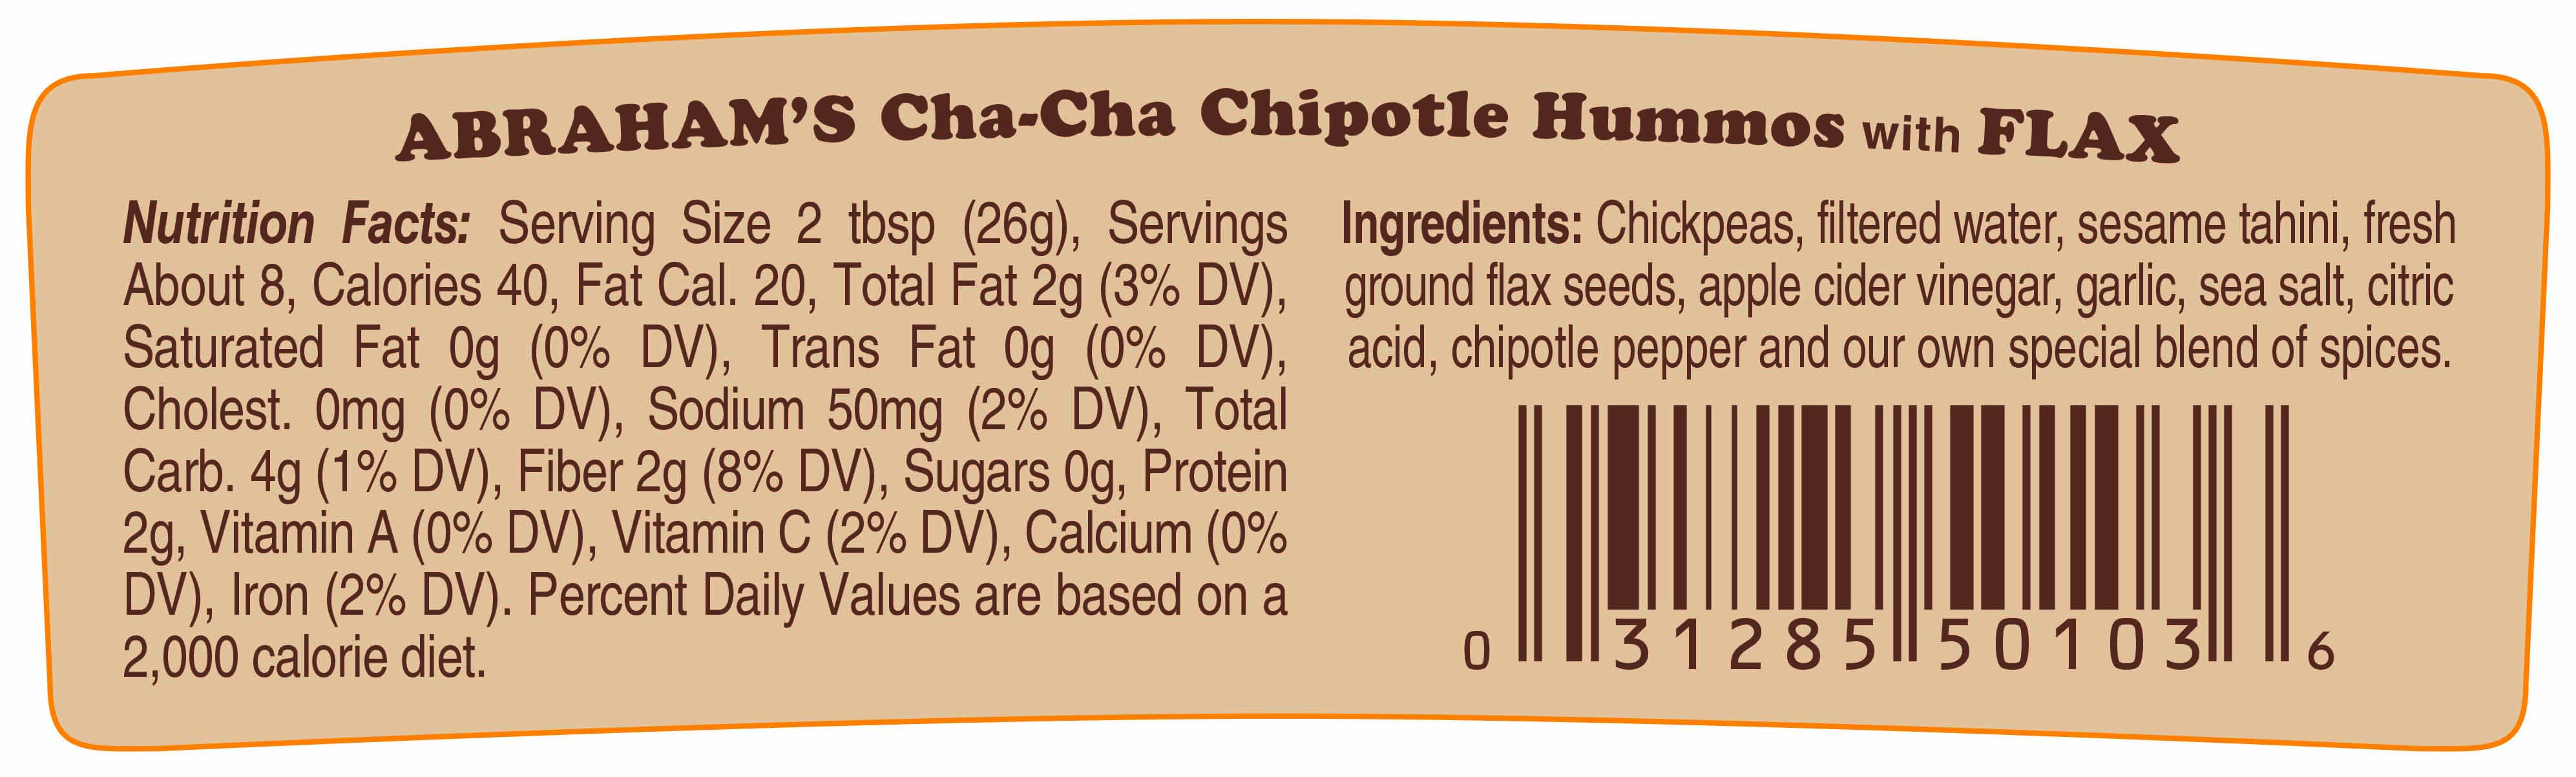 ABRAHAM'S Cha-Cha Chipotle Hummos with FLAX
Nutrition Facts: Serving Size 2 tbsp (26g), Servings
About 8, Calories 40, Fat Cal. 20, Total Fat 2g (3% DV),
Saturated Fat 0g (0% DV), Trans Fat 0g (0% DV),
Cholest. 0mg (0% DV), Sodium 50mg (2% DV), Total
Carb. 4g (1% DV), Fiber 2g (8% DV), Sugars 0g, Protein
2g, Vitamin A (0% DV), Vitamin C (2% DV), Calcium (0%
DV), Iron (2% DV). Percent Daily Values are based on a
2,000 calorie diet.
Ingredients: Chickpeas, filtered water, sesame tahini, fresh
ground flax seeds, apple cider vinegar, garlic, sea salt, citric
acid, chipotle pepper and our own special blend of spices.
0 31285 50103 6